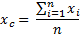 x_c = \frac{\sum_{i=1}^{n} x_i}{n}